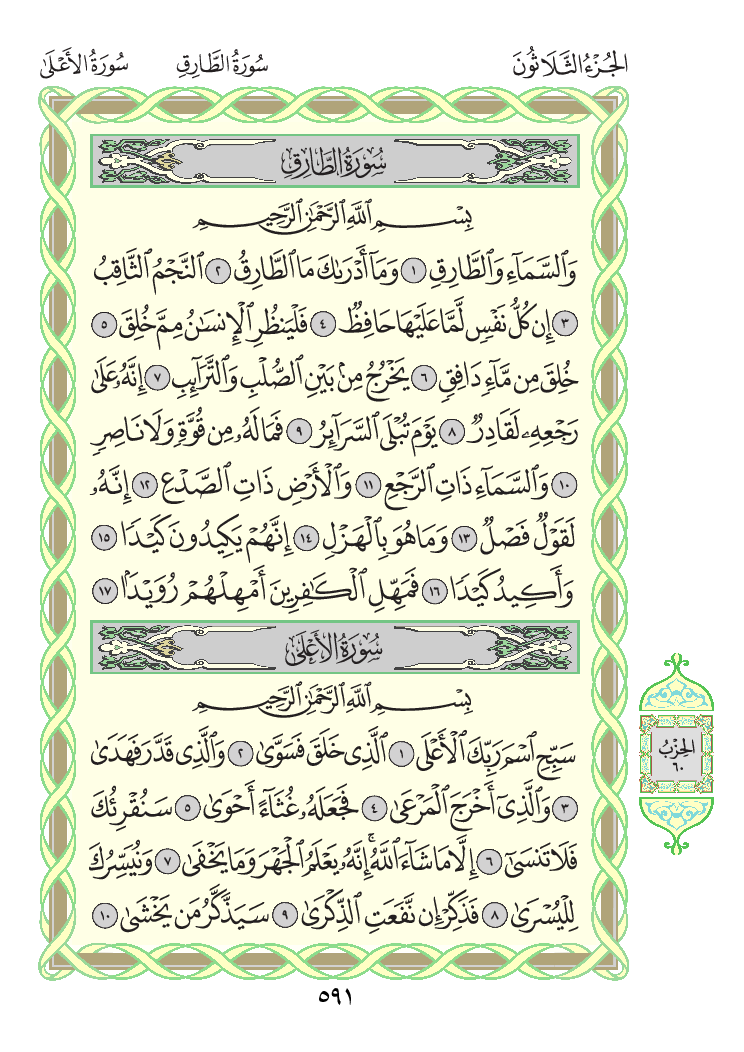 الجُزْءُ الثَّلَاثُونَ سُورَةُ الطَّارِقِ سُورَةُ الأَعْلَىٰ
سُورَةُ الطَّارِقِ
بِسْمِ ٱللَّهِ ٱلرَّحْمَٰنِ ٱلرَّحِيمِ
وَٱلسَّمَآءِ وَٱلطَّارِقِ ١ وَمَآ أَدْرَىٰكَ مَا ٱلطَّارِقُ ٢ ٱلنَّجْمُ ٱلثَّاقِبُ
٣ إِن كُلُّ نَفْسٍ لَّمَّا عَلَيْهَا حَافِظٌ ٤ فَلْيَنظُرِ ٱلْإِنسَٰنُ مِمَّ خُلِقَ ٥
خُلِقَ مِن مَّآءٍ دَافِقٍ ٦ يَخْرُجُ مِنۢ بَيْنِ ٱلصُّلْبِ وَٱلتَّرَآئِبِ ٧ إِنَّهُۥ عَلَىٰ
رَجْعِهِۦ لَقَادِرٌ ٨ يَوْمَ تُبْلَى ٱلسَّرَآئِرُ ٩ فَمَا لَهُۥ مِن قُوَّةٍ وَلَا نَاصِرٍ
١٠ وَٱلسَّمَآءِ ذَاتِ ٱلرَّجْعِ ١١ وَٱلْأَرْضِ ذَاتِ ٱلصَّدْعِ ١٢ إِنَّهُۥ
لَقَوْلٌ فَصْلٌ ١٣ وَمَا هُوَ بِٱلْهَزْلِ ١٤ إِنَّهُمْ يَكِيدُونَ كَيْدًا ١٥
وَأَكِيدُ كَيْدًا ١٦ فَمَهِّلِ ٱلْكَٰفِرِينَ أَمْهِلْهُمْ رُوَيْدًۢا ١٧
سُورَةُ الأَعْلَىٰ
بِسْمِ ٱللَّهِ ٱلرَّحْمَٰنِ ٱلرَّحِيمِ
سَبِّحِ ٱسْمَ رَبِّكَ ٱلْأَعْلَى ١ ٱلَّذِى خَلَقَ فَسَوَّىٰ ٢ وَٱلَّذِى قَدَّرَ فَهَدَىٰ
٣ وَٱلَّذِىٓ أَخْرَجَ ٱلْمَرْعَىٰ ٤ فَجَعَلَهُۥ غُثَآءً أَحْوَىٰ ٥ سَنُقْرِئُكَ
فَلَا تَنسَىٰٓ ٦ إِلَّا مَا شَآءَ ٱللَّهُ ۚ إِنَّهُۥ يَعْلَمُ ٱلْجَهْرَ وَمَا يَخْفَىٰ ٧ وَنُيَسِّرُكَ
لِلْيُسْرَىٰ ٨ فَذَكِّرْ إِن نَّفَعَتِ ٱلذِّكْرَىٰ ٩ سَيَذَّكَّرُ مَن يَخْشَىٰ ١٠
الحِزْبُ
٦٠
٥٩١